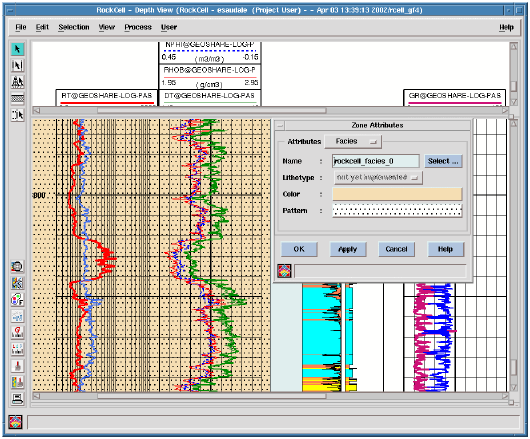 RockCell - Depth View (RockCell - esaudale (Project User) - - Apr 03 13:39:13 2002/rcell_gf4)
File Edit Selection View Process User Help
NPHI@GEOSHARE-LOG-P
0.45 (m3/m3) -0.15
RHOB@GEOSHARE-LOG-P
1.95 (g/cm3) 2.95
RT@GEOSHARE-LOG-PAS DT@GEOSHARE-LOG-PAS GR@GEOSHARE-LOG-PAS
Zone Attributes
Attributes Facies
Name : rockcell_facies_0 Select ...
Lithetype : not yet implemented
Color :
Pattern :
OK Apply Cancel Help